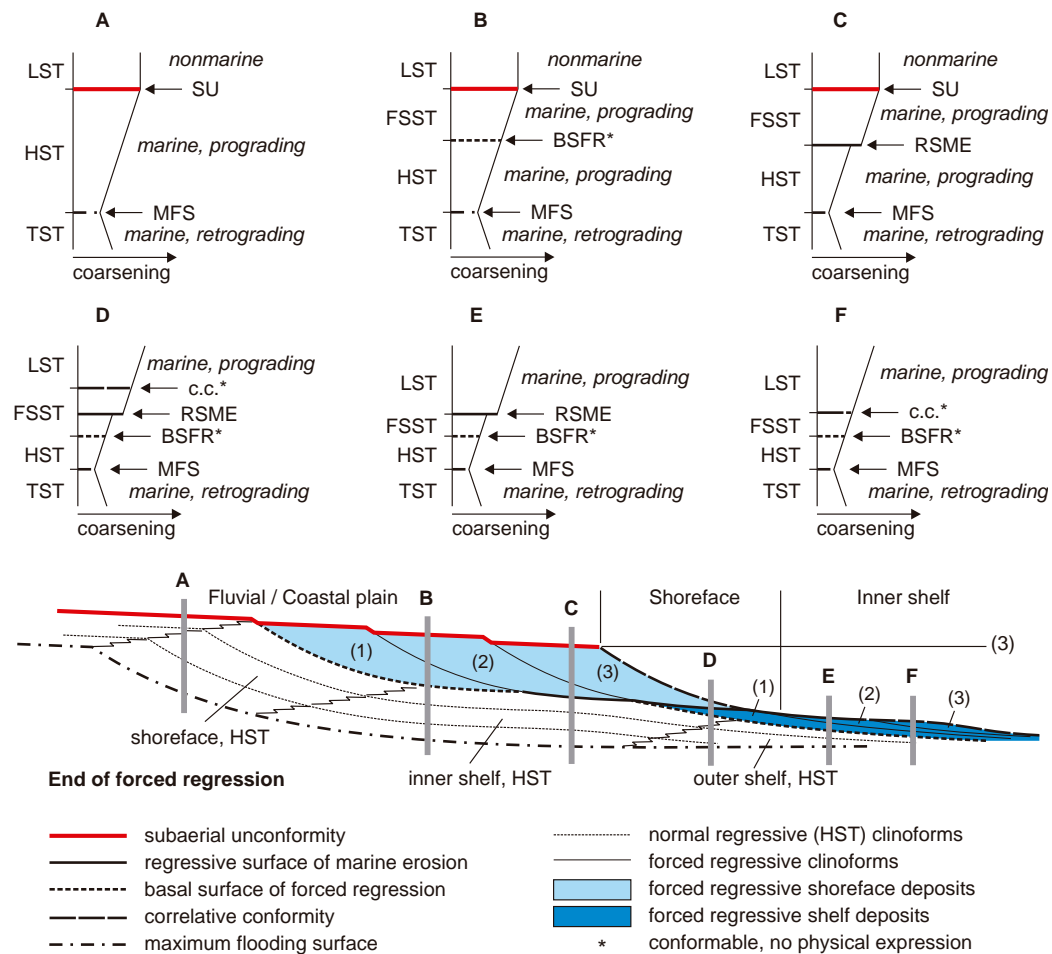 A
LST
nonmarine
SU
HST
marine, prograding
MFS
TST
marine, retrograding
coarsening
B
LST
nonmarine
SU
FSST
marine, prograding
BSFR*
HST
marine, prograding
MFS
TST
marine, retrograding
coarsening
C
LST
nonmarine
SU
FSST
marine, prograding
RSME
HST
marine, prograding
MFS
TST
marine, retrograding
coarsening
D
LST
marine, prograding
c.c.*
FSST
RSME
BSFR*
HST
MFS
TST
marine, retrograding
coarsening
E
LST
marine, prograding
RSME
FSST
BSFR*
HST
MFS
TST
marine, retrograding
coarsening
F
LST
marine, prograding
c.c.*
FSST
BSFR*
HST
MFS
TST
marine, retrograding
coarsening
A
Fluvial / Coastal plain
B
C
Shoreface
Inner shelf
(1)
(2)
(3)
D
(1)
E
(2)
F
(3)
(3)
shoreface, HST
inner shelf, HST
outer shelf, HST
End of forced regression
subaerial unconformity
regressive surface of marine erosion
basal surface of forced regression
correlative conformity
maximum flooding surface
normal regressive (HST) clinoforms
forced regressive clinoforms
forced regressive shoreface deposits
forced regressive shelf deposits
* conformable, no physical expression